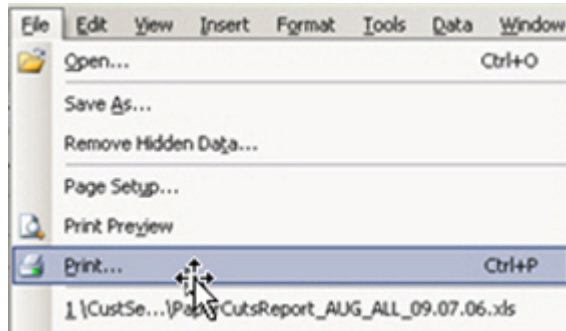 File Edit View Insert Format Tools Data Window
Open... Ctrl+O
Save As...
Remove Hidden Data...
Page Setup...
Print Preview
Print... Ctrl+P
1 \CustSe...\PaperCutsReport_AUG_ALL_09.07.06.xls